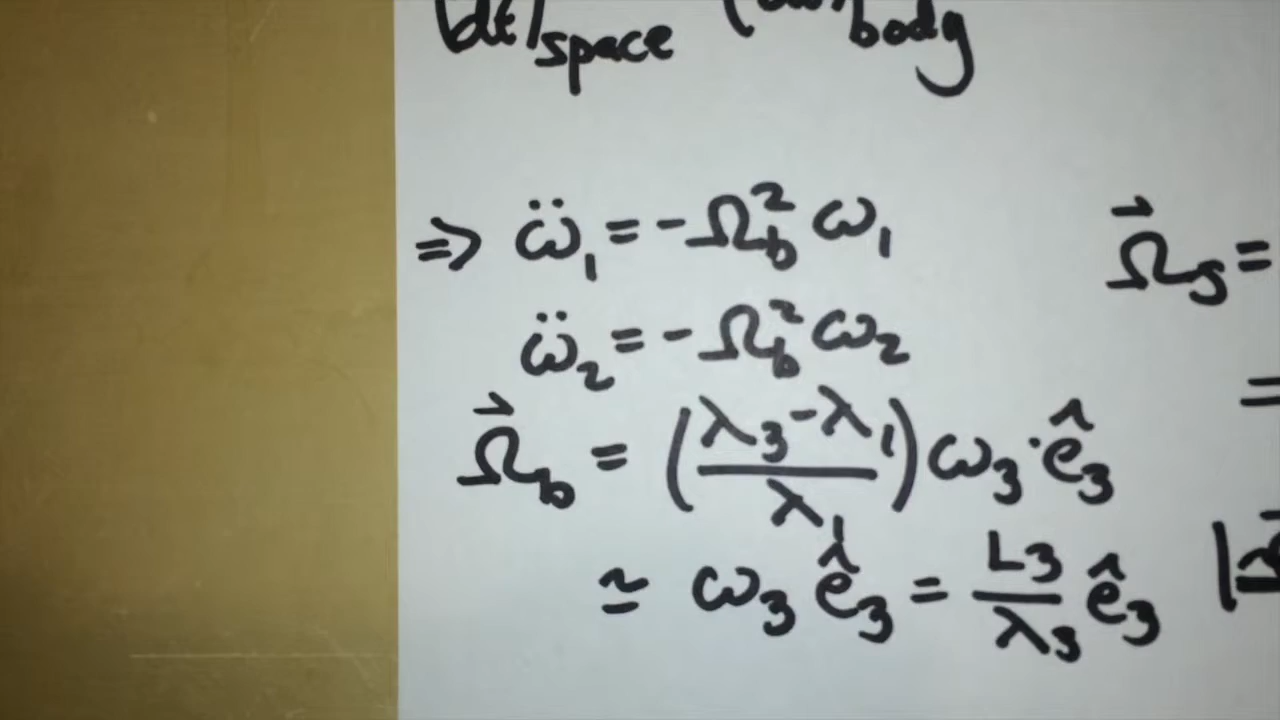 (dt)space (dt)body
⇒ ω̈₁ = -Ω_b² ω₁
Ω⃗_s =
ω̈₂ = -Ω_b² ω₂
=
Ω⃗_b = ((λ₃-λ₁)/λ₁) ω₃ · ê₃
≃ ω₃ ê₃ = L₃/λ₃ ê₃